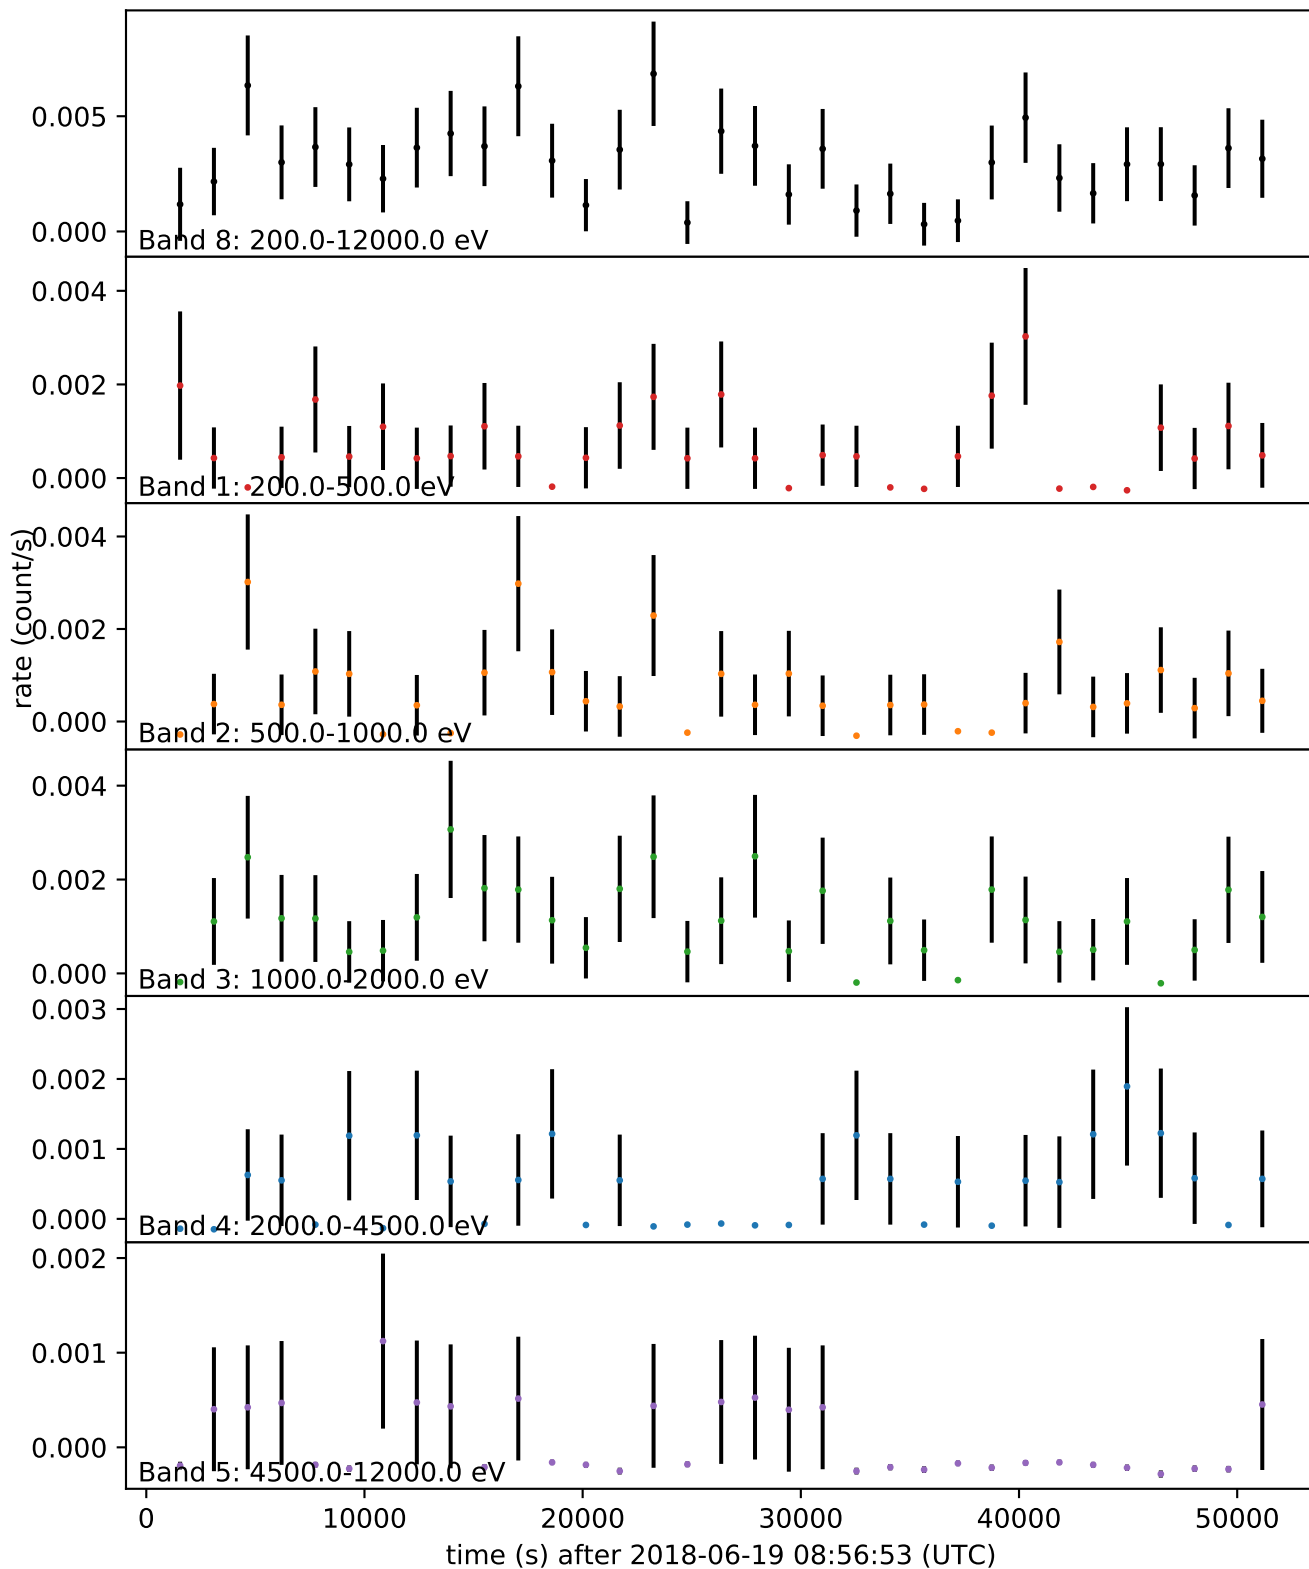 0.005
0.000
Band 8: 200.0-12000.0 eV
0.004
0.002
0.000
Band 1: 200.0-500.0 eV
rate (count/s)
0.004
0.002
0.000
Band 2: 500.0-1000.0 eV
0.004
0.002
0.000
Band 3: 1000.0-2000.0 eV
0.003
0.002
0.001
0.000
Band 4: 2000.0-4500.0 eV
0.002
0.001
0.000
Band 5: 4500.0-12000.0 eV
0 10000 20000 30000 40000 50000
time (s) after 2018-06-19 08:56:53 (UTC)